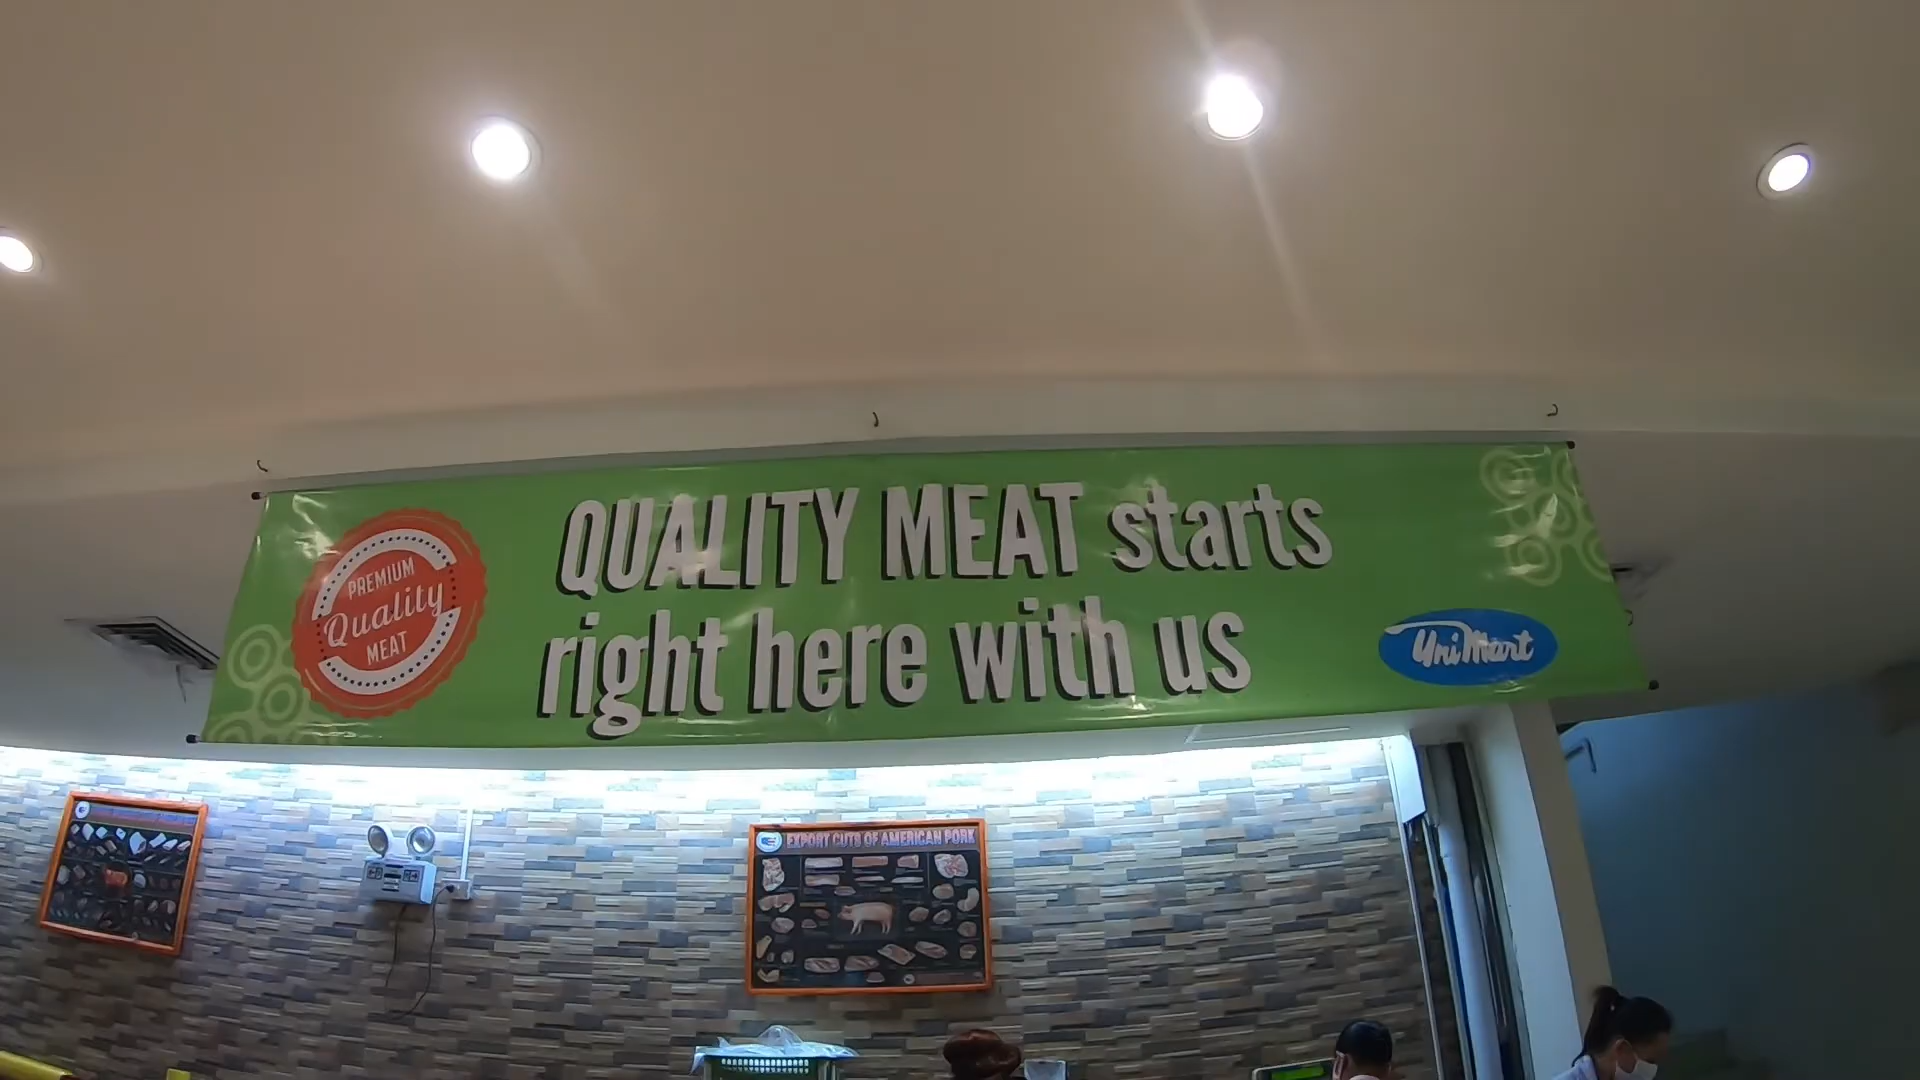 QUALITY MEAT starts
right here with us
PREMIUM
Quality
MEAT
UniMart
EXPORT CUTS OF AMERICAN PORK